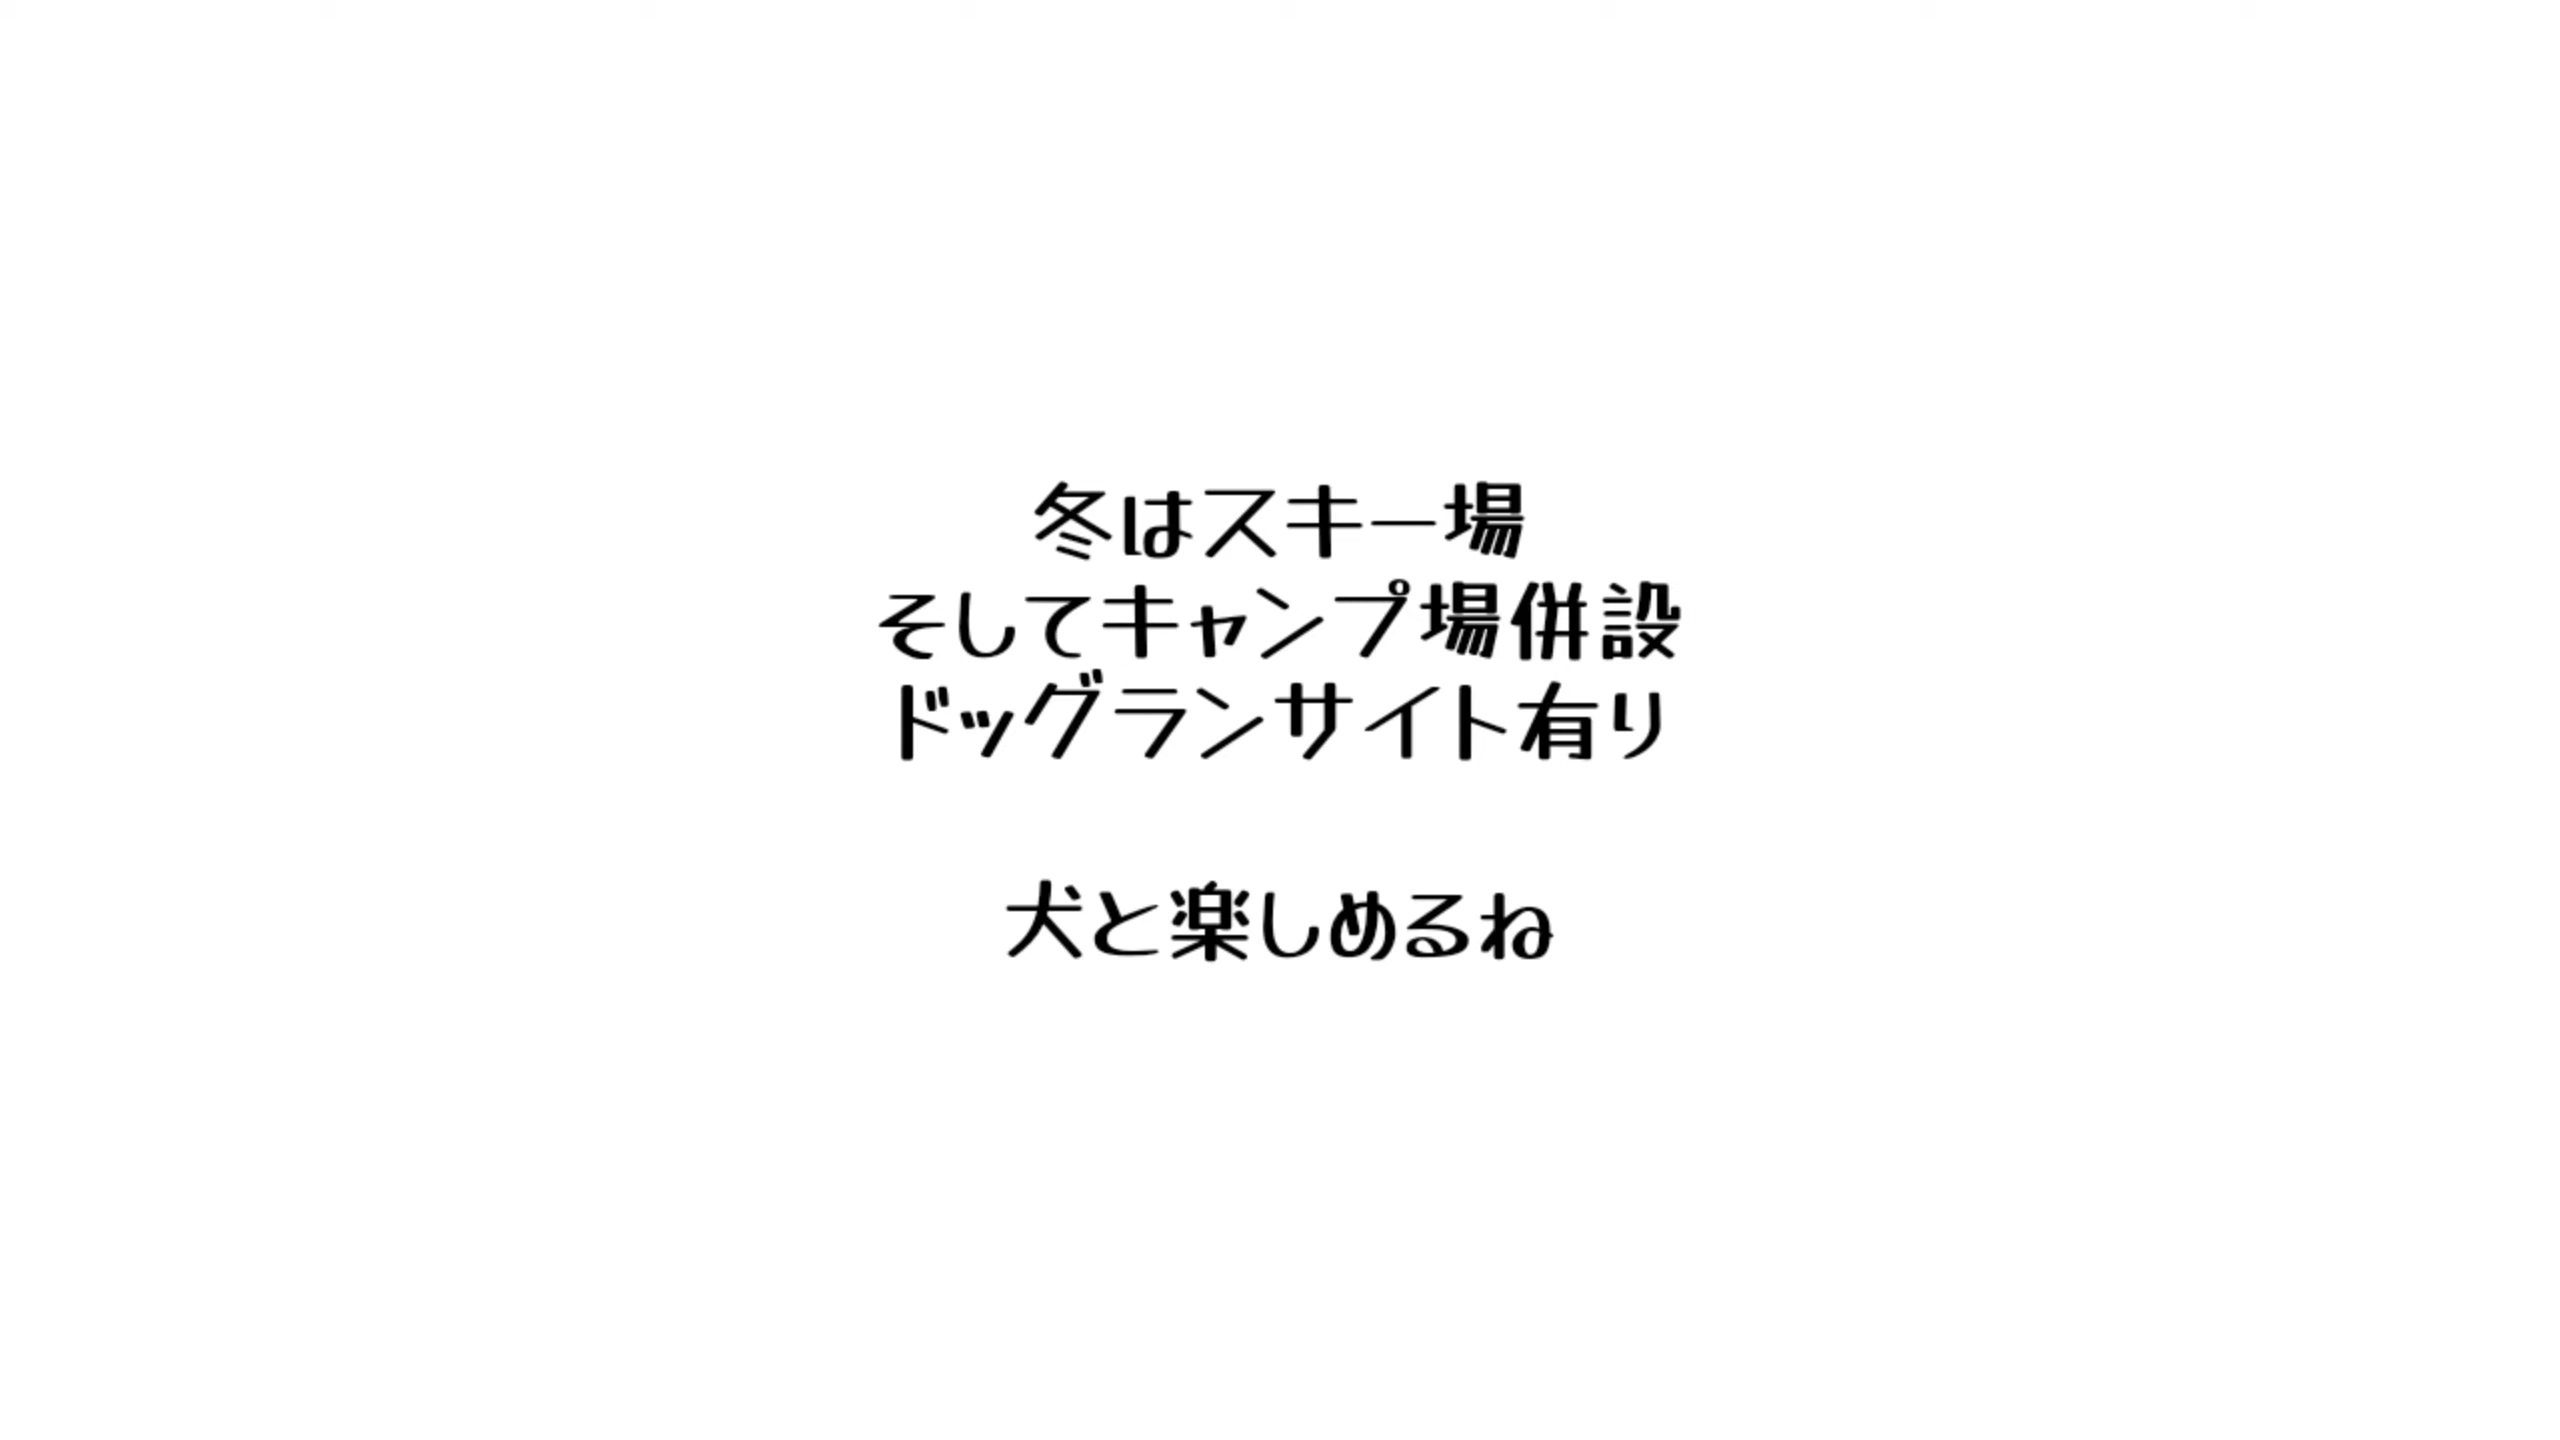 冬はスキー場
そしてキャンプ場併設
ドッグランサイト有り
犬と楽しめるね